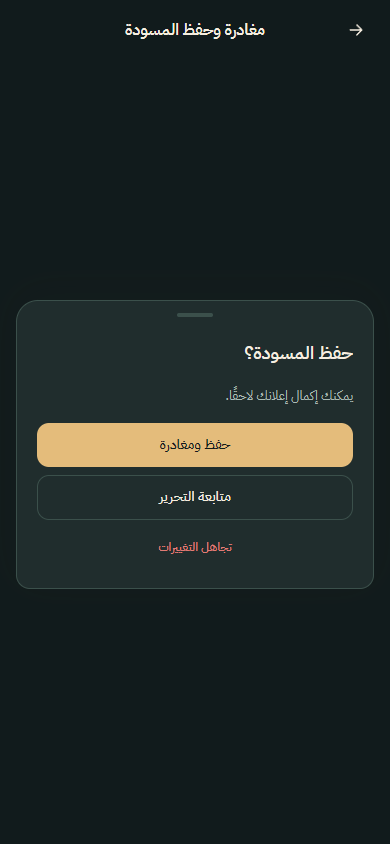 مغادرة وحفظ المسودة
حفظ المسودة؟
يمكنك إكمال إعلانك لاحقًا.
حفظ ومغادرة
متابعة التحرير
تجاهل التغييرات